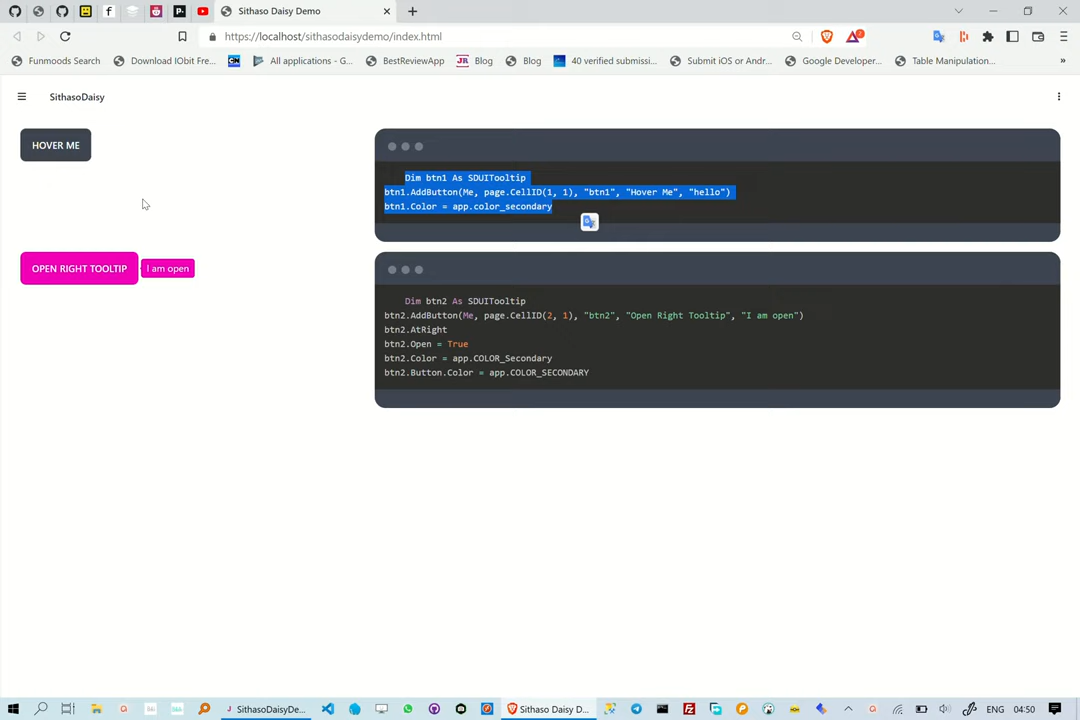 Sithaso Daisy Demo
https://localhost/sithasodaisydemo/index.html
Funmoods Search
Download IObit Fre...
All applications - G...
BestReviewApp
JR Blog
Blog
40 verified submissi...
Submit iOS or Andr...
Google Developer...
Table Manipulation...
»
SithasoDaisy
HOVER ME
Dim btn1 As SDUITooltip
btn1.AddButton(Me, page.CellID(1, 1), "btn1", "Hover Me", "hello")
btn1.Color = app.color_secondary
OPEN RIGHT TOOLTIP
I am open
Dim btn2 As SDUITooltip
btn2.AddButton(Me, page.CellID(2, 1), "btn2", "Open Right Tooltip", "I am open")
btn2.AtRight
btn2.Open = True
btn2.Color = app.COLOR_Secondary
btn2.Button.Color = app.COLOR_SECONDARY
SithasoDaisyDe...
Sithaso Daisy D...
ENG
04:50